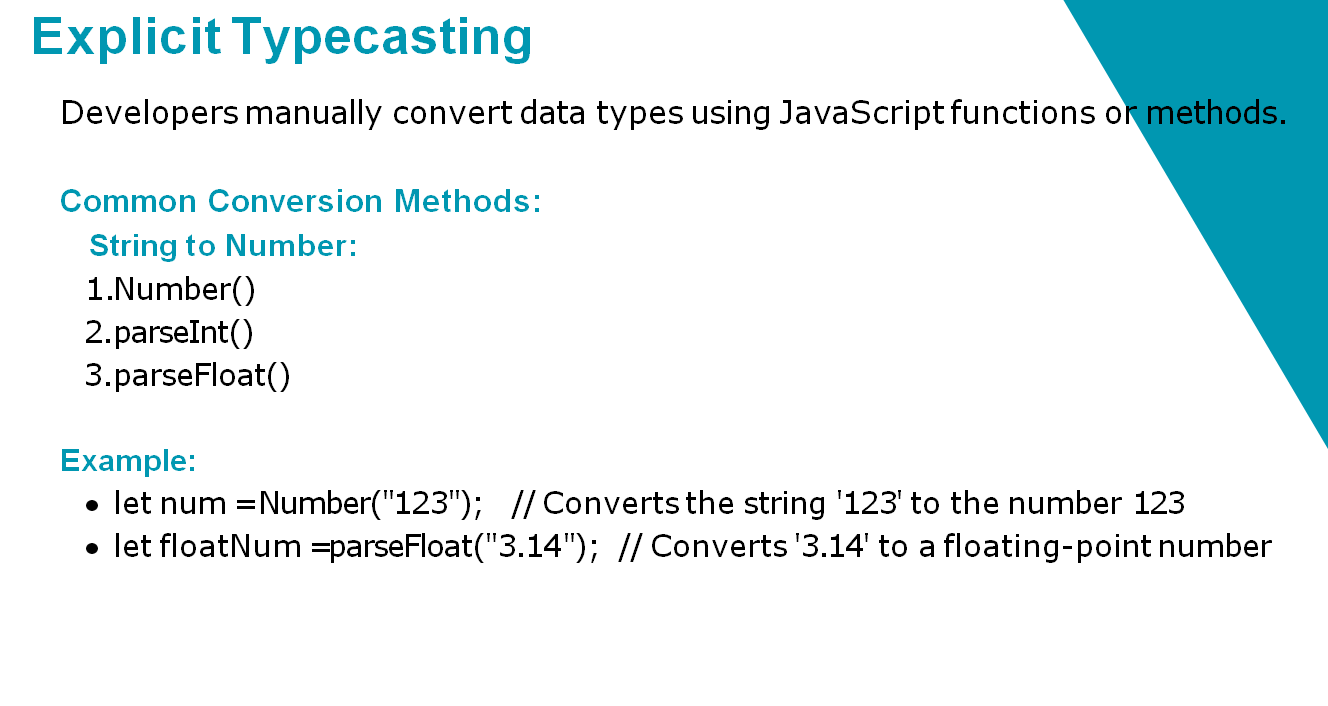 Explicit Typecasting
Developers manually convert data types using JavaScript functions or methods.
Common Conversion Methods:
String to Number:
1.Number()
2.parseInt()
3.parseFloat()
Example:
• let num =Number("123"); // Converts the string '123' to the number 123
• let floatNum =parseFloat("3.14"); // Converts '3.14' to a floating-point number